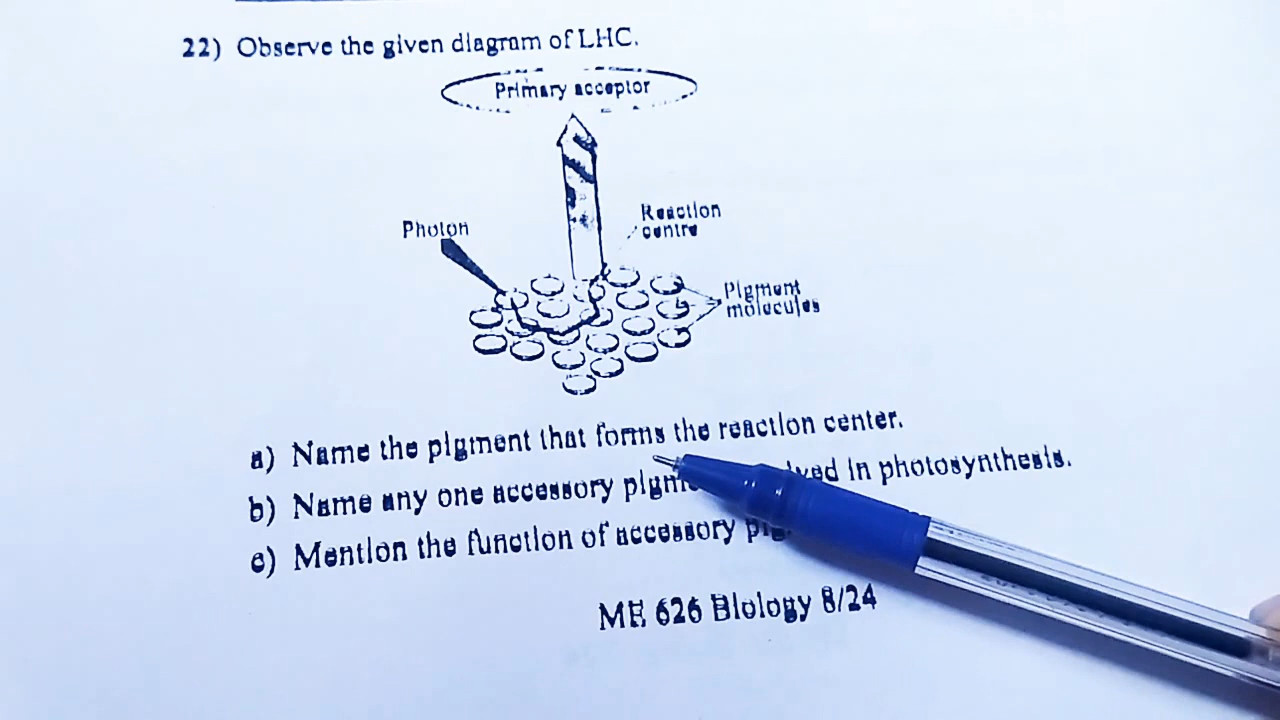 22) Observe the given diagram of LHC.
Primary acceptor
Photon
Reaction
centre
Pigment
molecules
a) Name the pigment that forms the reaction center.
b) Name any one accessory in photosynthesis.
c) Mention the function of accessory
ME 626 Biology 8/24